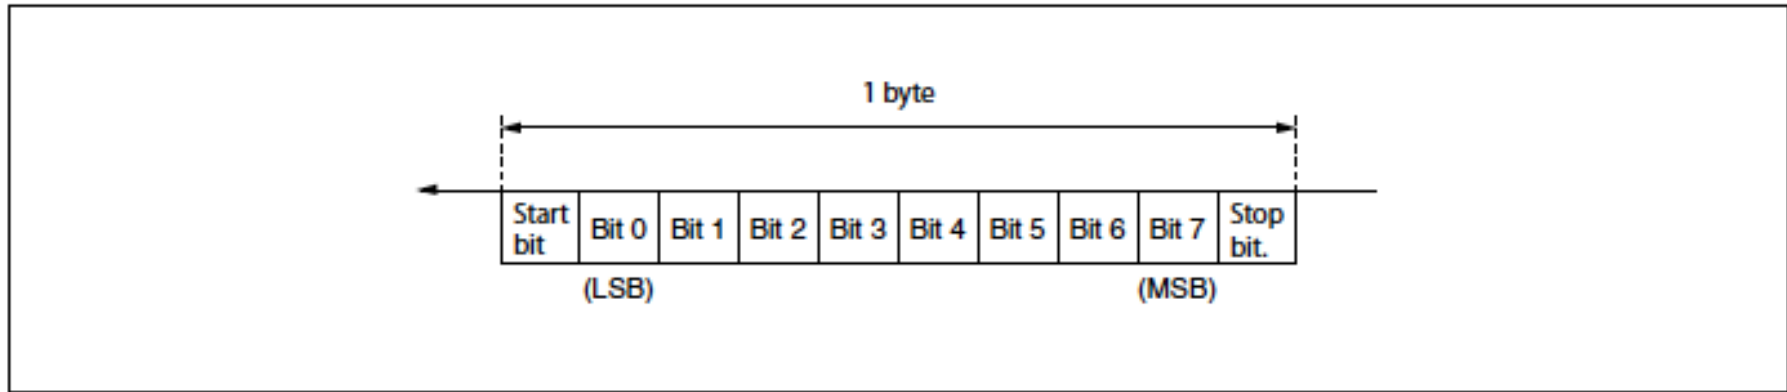 1 byte
Start bit Bit 0 Bit 1 Bit 2 Bit 3 Bit 4 Bit 5 Bit 6 Bit 7 Stop bit.
(LSB) (MSB)